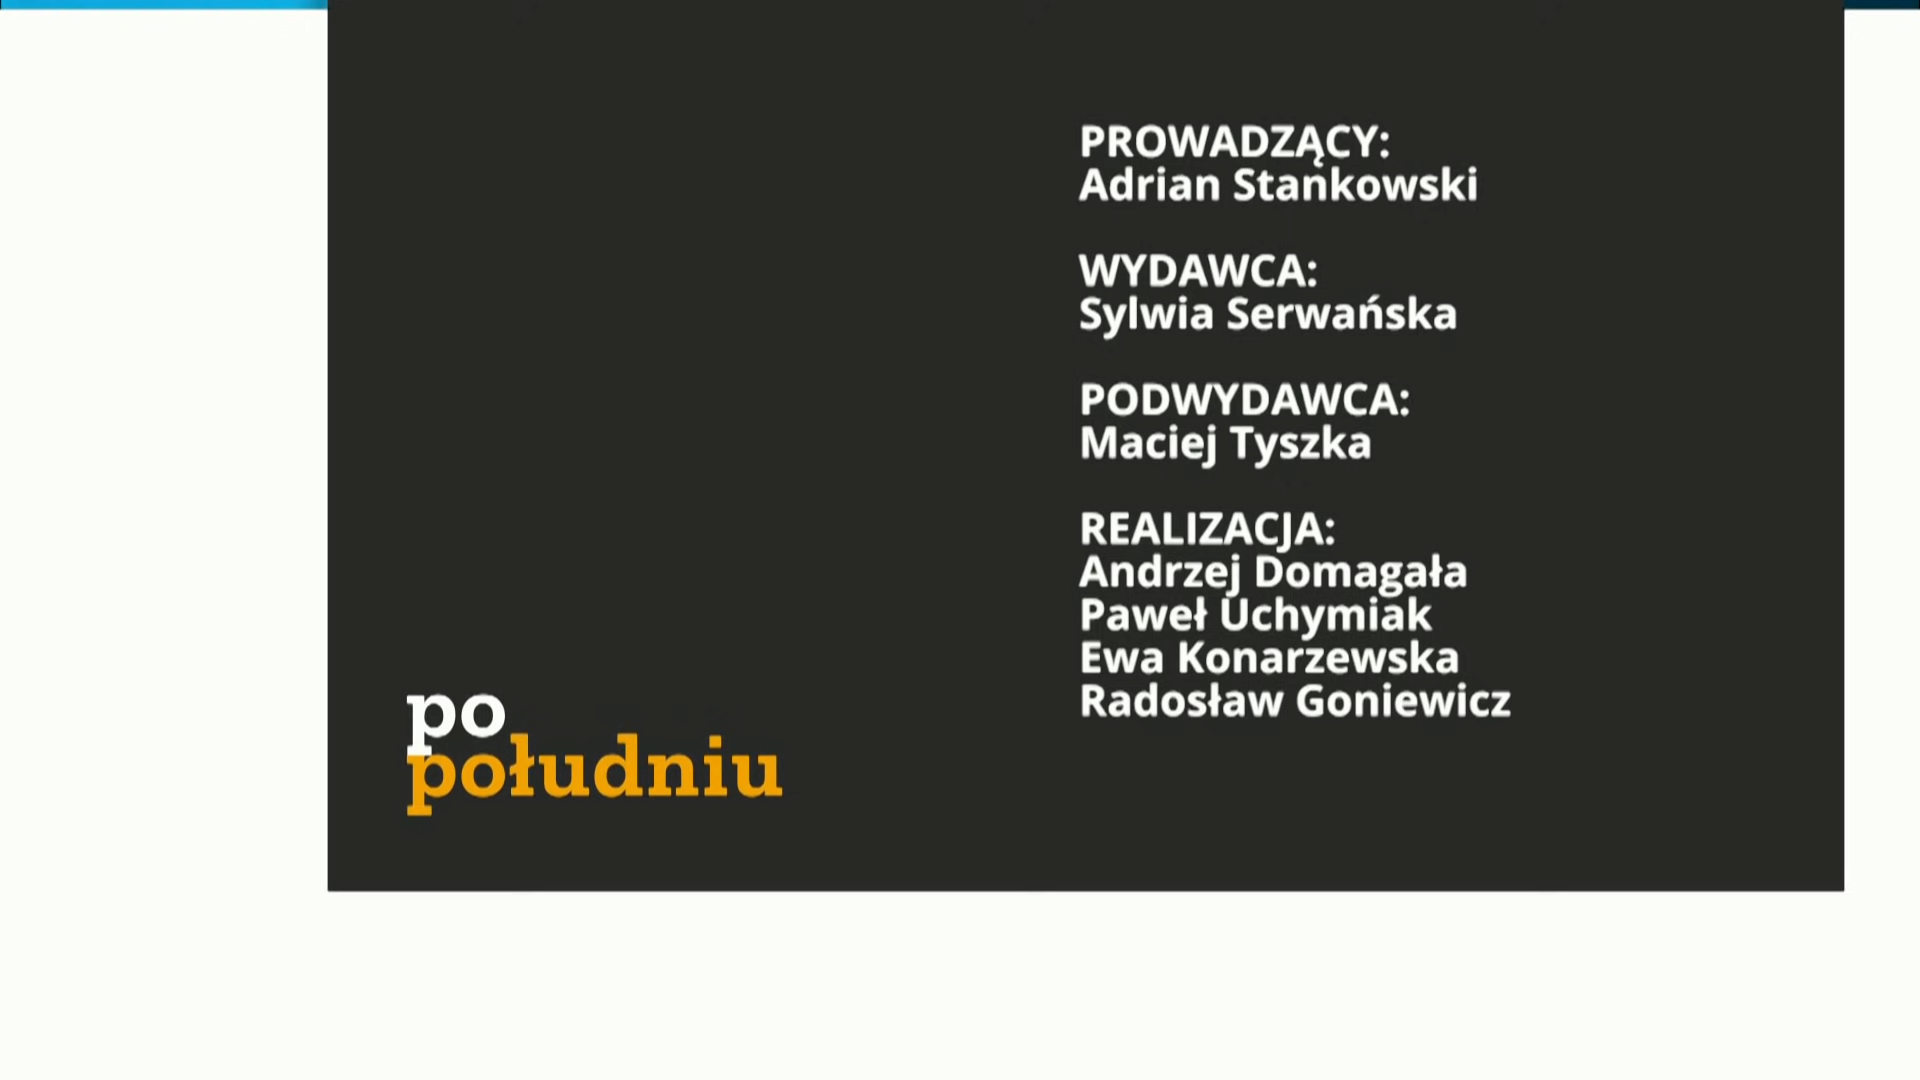 PROWADZĄCY:
Adrian Stankowski
WYDAWCA:
Sylwia Serwańska
PODWYDAWCA:
Maciej Tyszka
REALIZACJA:
Andrzej Domagała
Paweł Uchymiak
Ewa Konarzewska
Radosław Goniewicz
po
południu